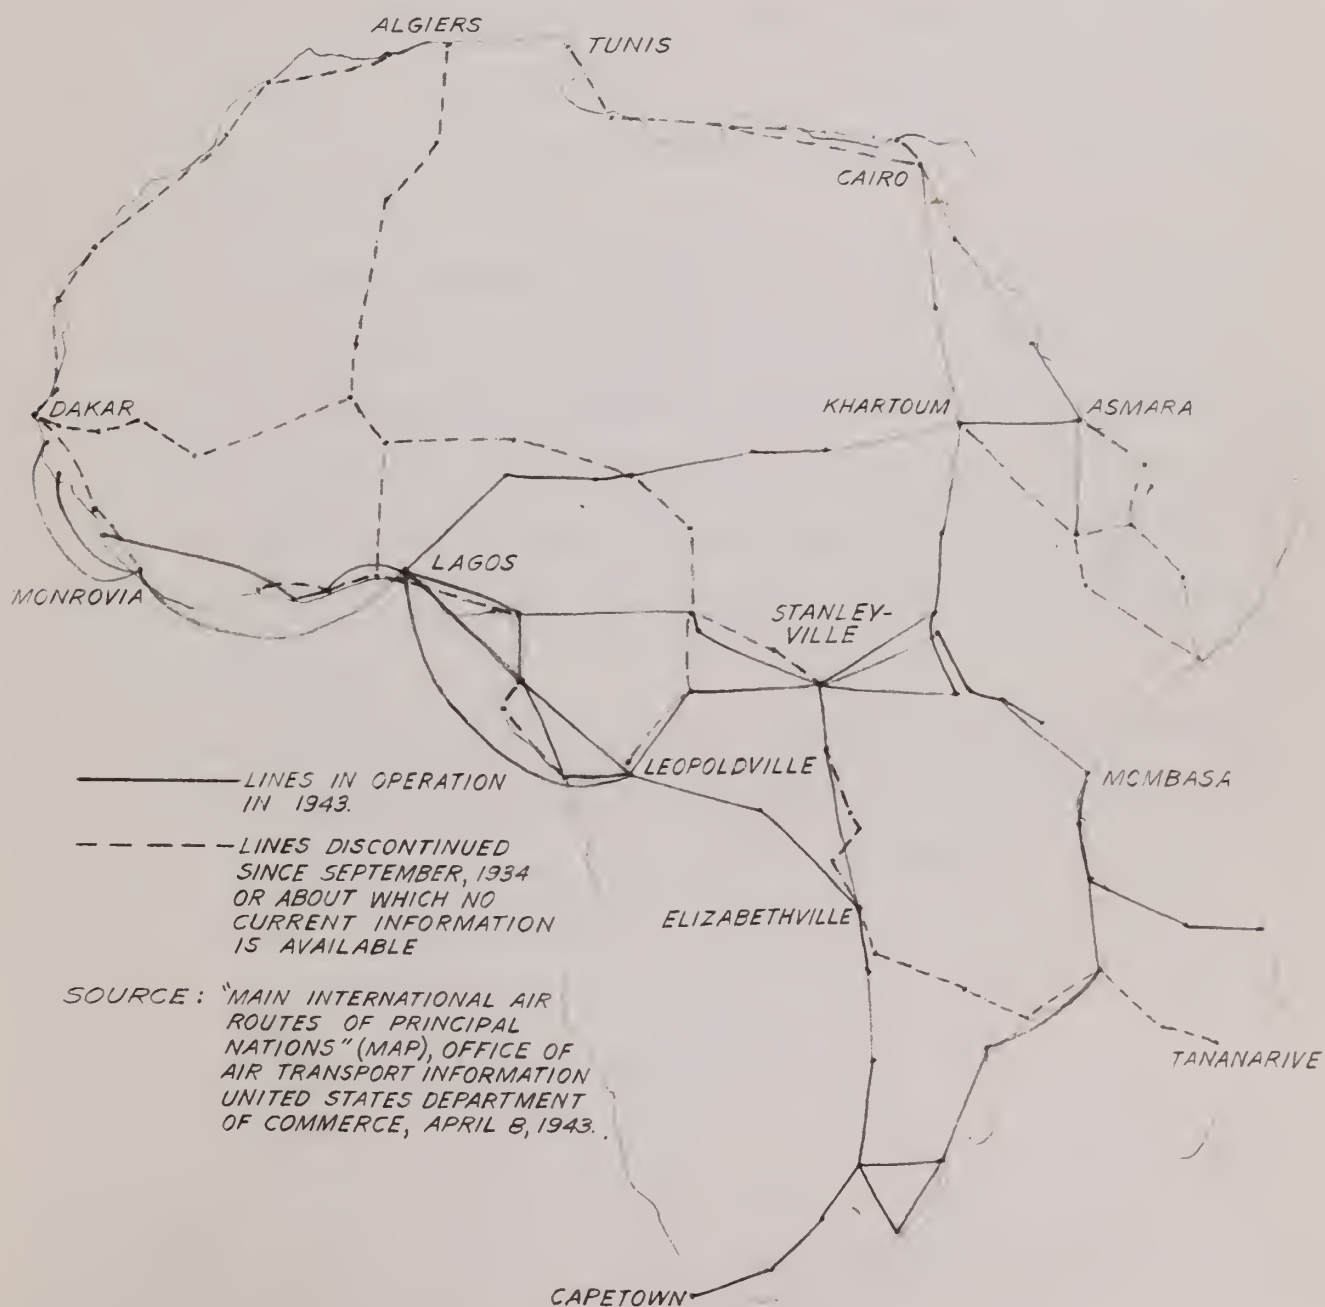 ALGIERS
TUNIS
CAIRO
DAKAR
KHARTOUM
ASMARA
LAGOS
MONROVIA
STANLEY-
VILLE
LEOPOLDVILLE
MOMBASA
LINES IN OPERATION
IN 1943.
LINES DISCONTINUED
SINCE SEPTEMBER, 1934
OR ABOUT WHICH NO
CURRENT INFORMATION
IS AVAILABLE
ELIZABETHVILLE
SOURCE: "MAIN INTERNATIONAL AIR
ROUTES OF PRINCIPAL
NATIONS" (MAP), OFFICE OF
AIR TRANSPORT INFORMATION
UNITED STATES DEPARTMENT
OF COMMERCE, APRIL 8, 1943.
TANANARIVE
CAPETOWN